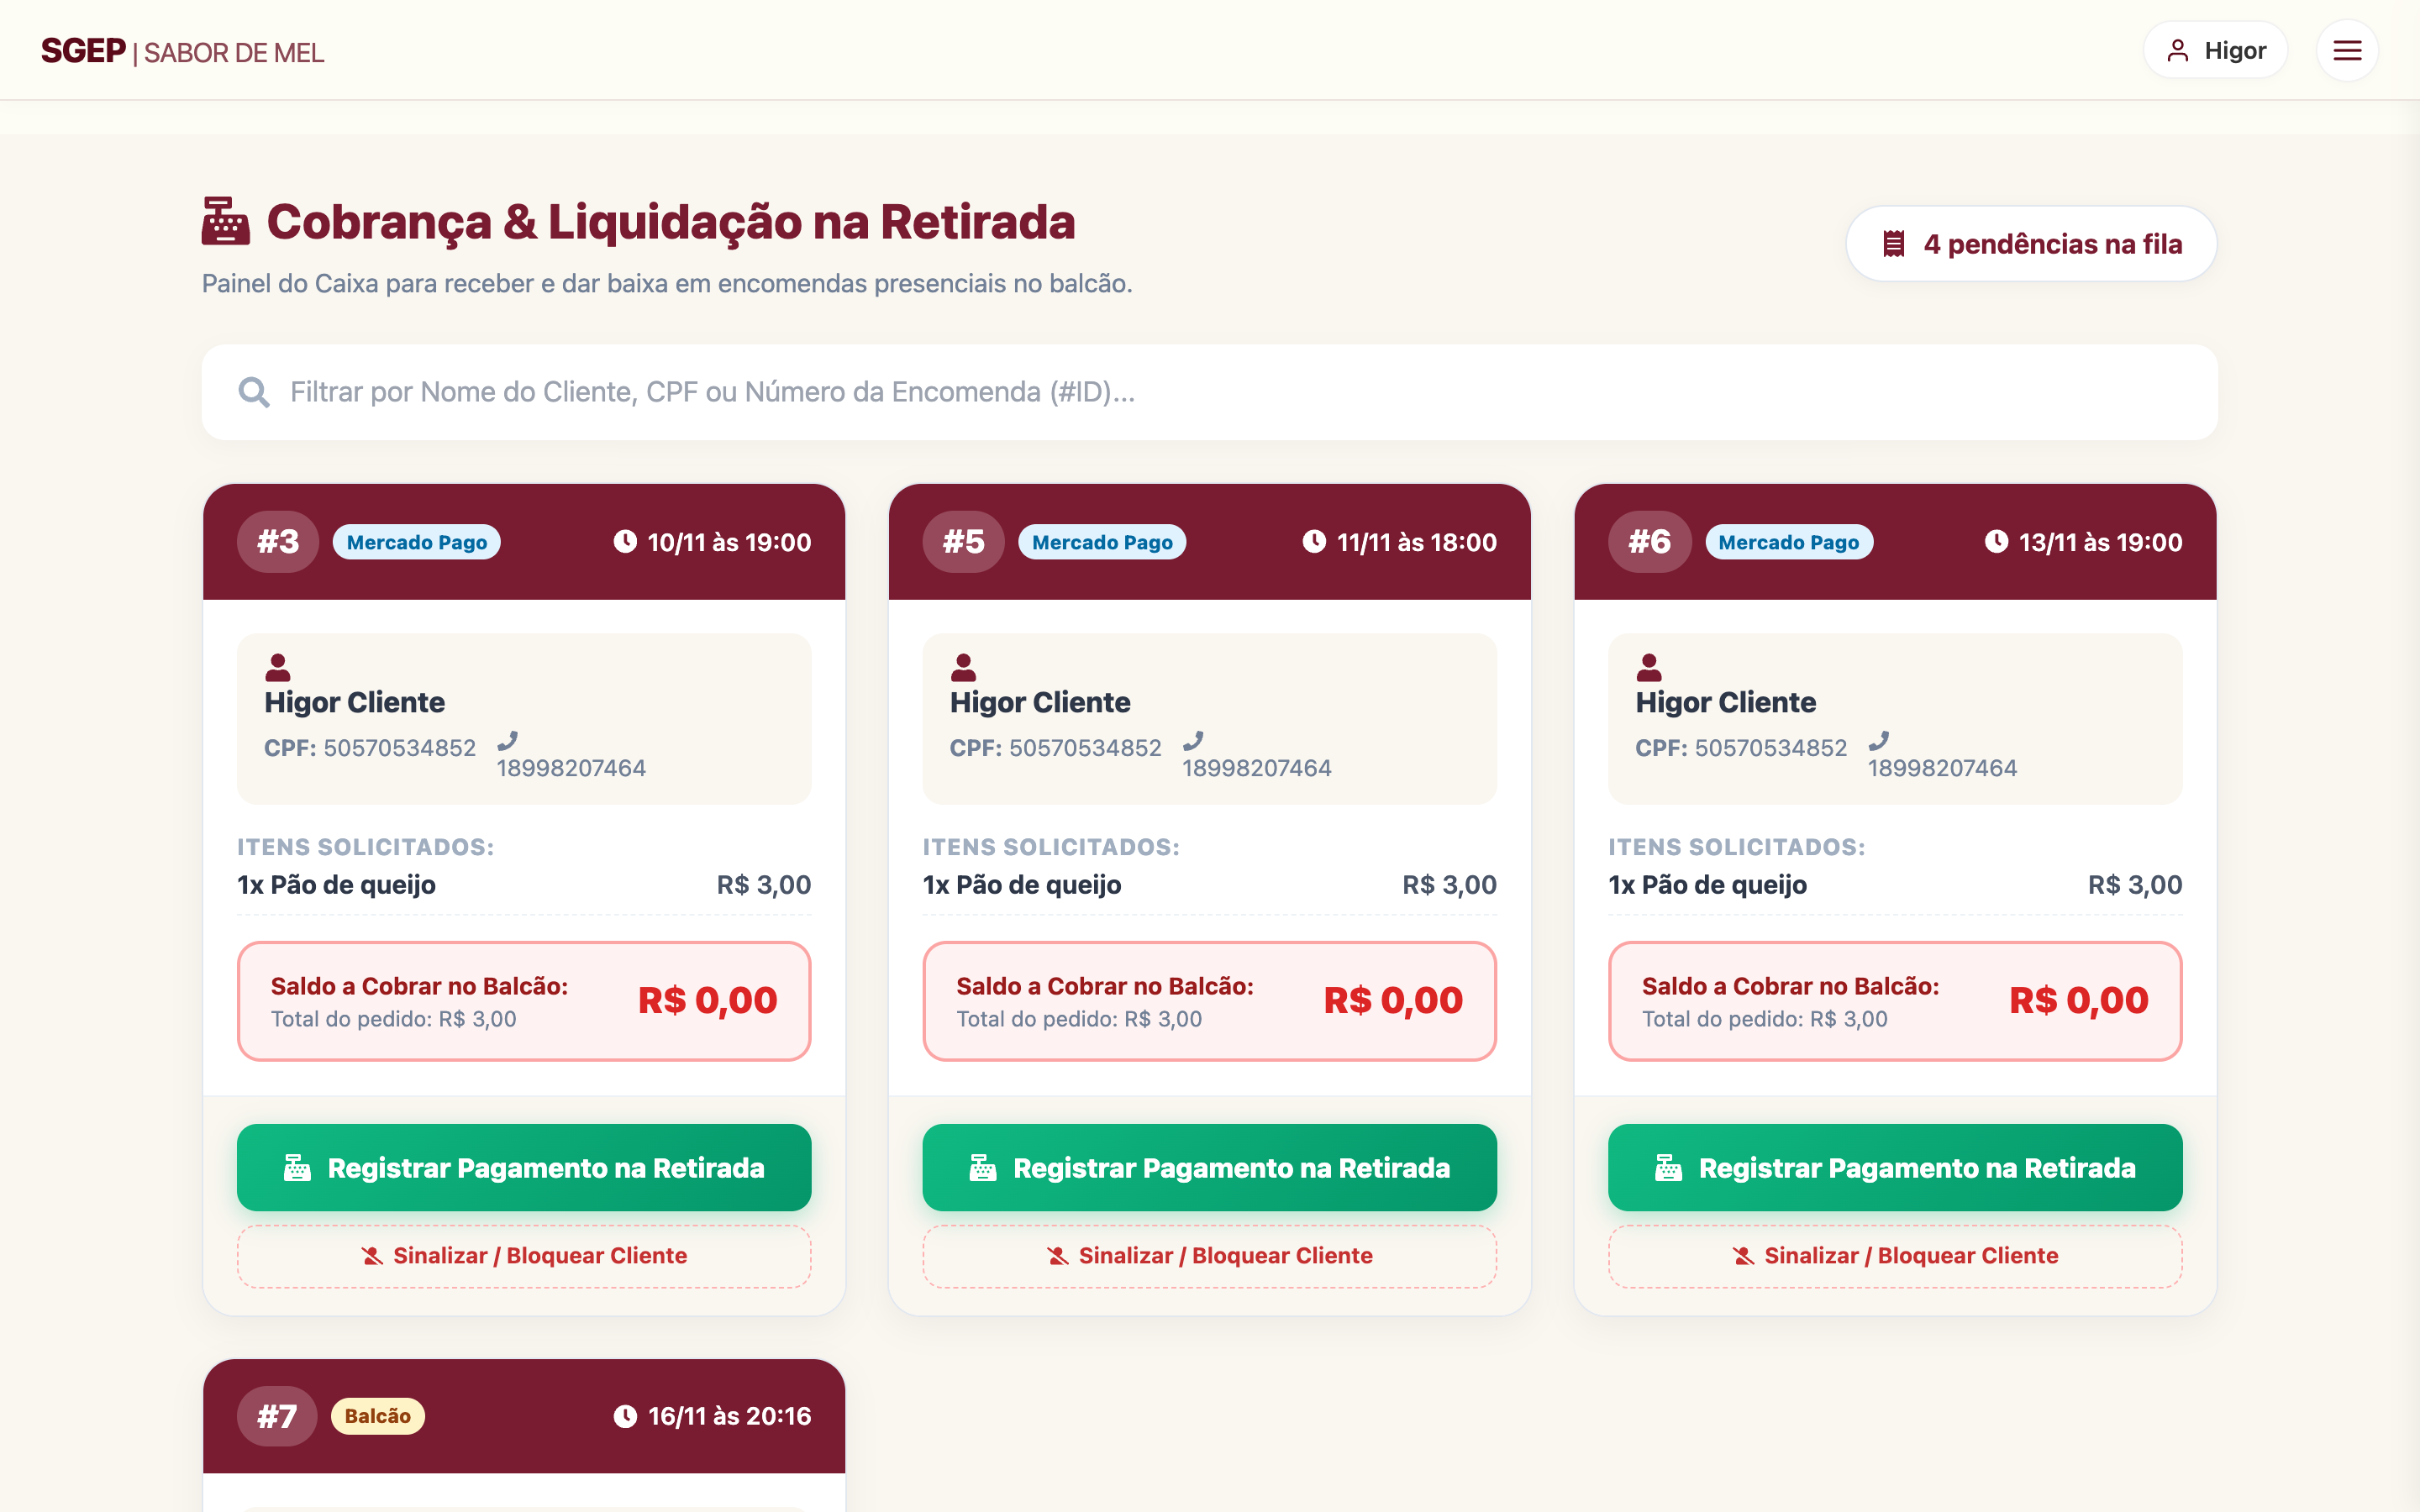 SGEP | SABOR DE MEL
Higor
Cobrança & Liquidação na Retirada
Painel do Caixa para receber e dar baixa em encomendas presenciais no balcão.
4 pendências na fila
Filtrar por Nome do Cliente, CPF ou Número da Encomenda (#ID)...
#3 Mercado Pago 10/11 às 19:00
Higor Cliente
CPF: 50570534852
18998207464
ITENS SOLICITADOS:
1x Pão de queijo R$ 3,00
Saldo a Cobrar no Balcão:
Total do pedido: R$ 3,00
R$ 0,00
Registrar Pagamento na Retirada
Sinalizar / Bloquear Cliente
#5 Mercado Pago 11/11 às 18:00
Higor Cliente
CPF: 50570534852
18998207464
ITENS SOLICITADOS:
1x Pão de queijo R$ 3,00
Saldo a Cobrar no Balcão:
Total do pedido: R$ 3,00
R$ 0,00
Registrar Pagamento na Retirada
Sinalizar / Bloquear Cliente
#6 Mercado Pago 13/11 às 19:00
Higor Cliente
CPF: 50570534852
18998207464
ITENS SOLICITADOS:
1x Pão de queijo R$ 3,00
Saldo a Cobrar no Balcão:
Total do pedido: R$ 3,00
R$ 0,00
Registrar Pagamento na Retirada
Sinalizar / Bloquear Cliente
#7 Balcão 16/11 às 20:16